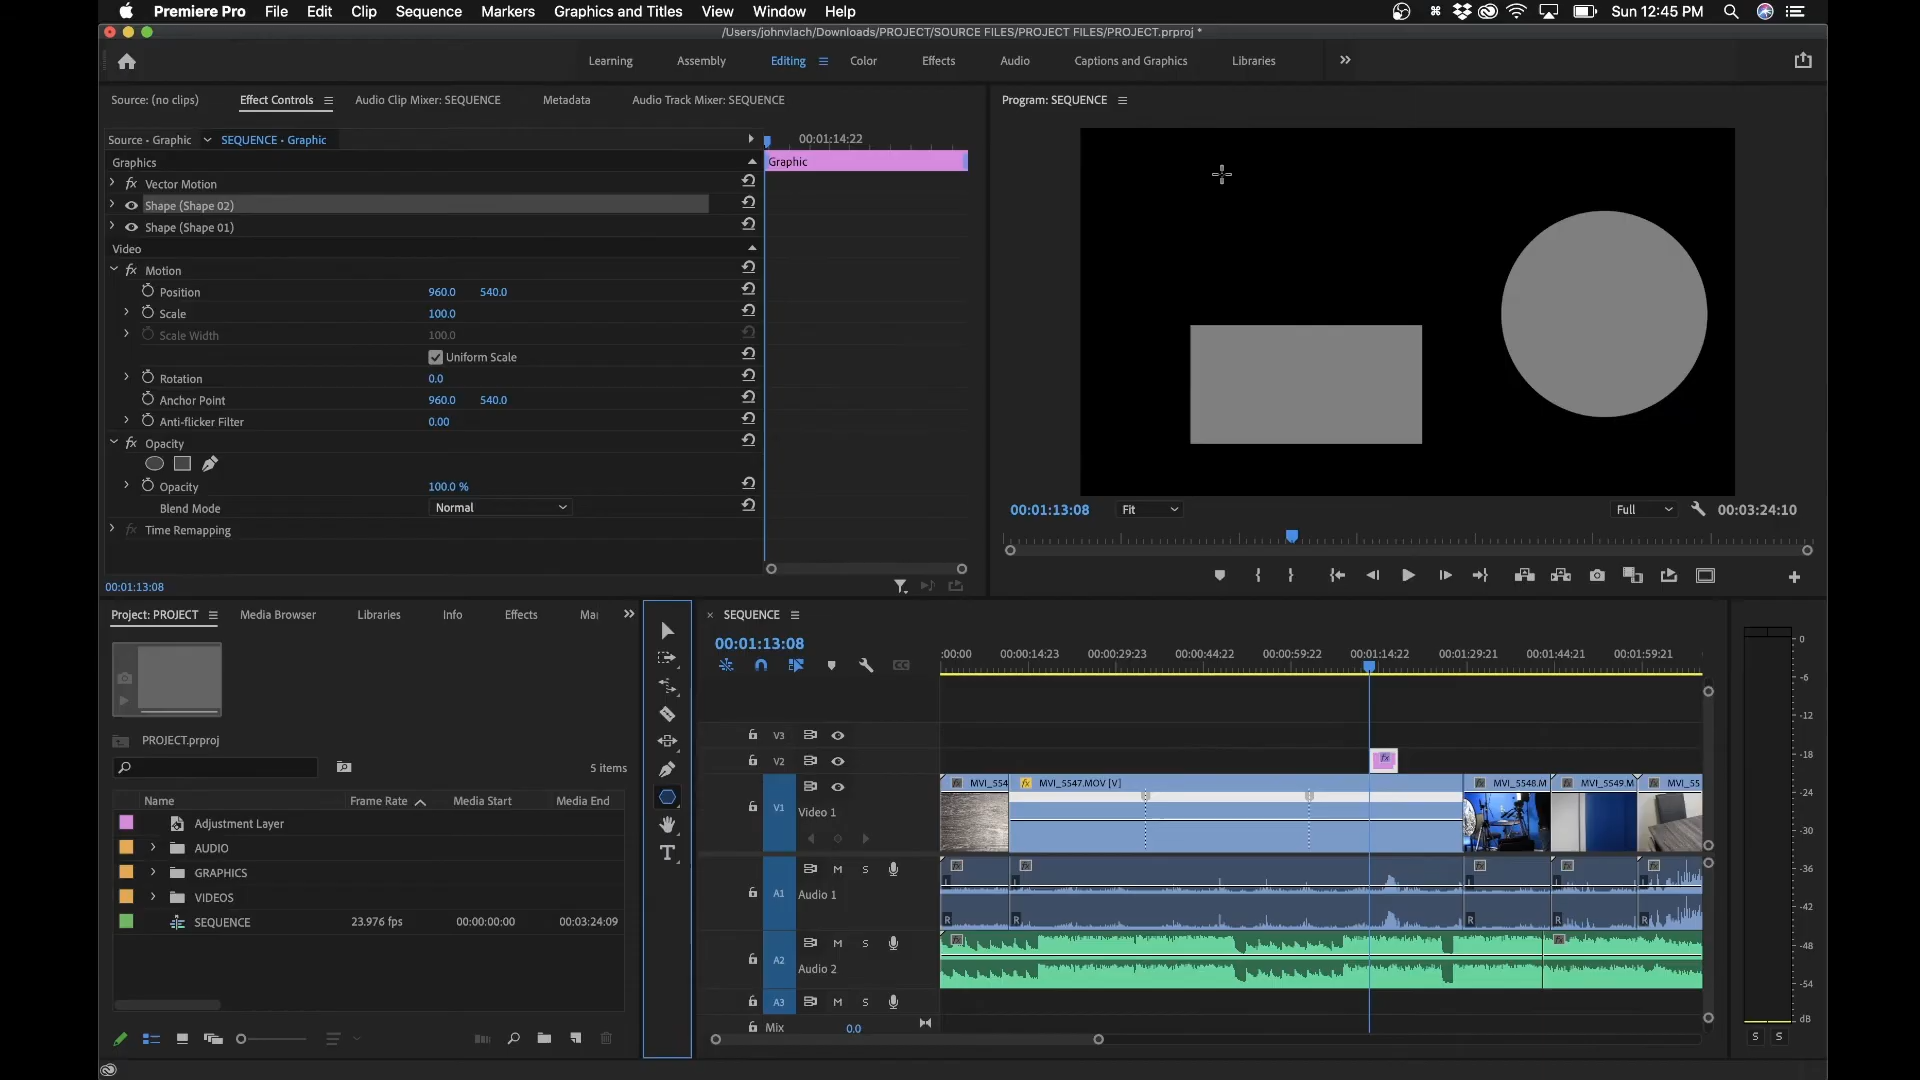 Premiere Pro File Edit Clip Sequence Markers Graphics and Titles View Window Help Sun 12:45 PM
/Users/johnvlach/Downloads/PROJECT/SOURCE FILES/PROJECT FILES/PROJECT.prproj *
Learning Assembly Editing Color Effects Audio Captions and Graphics Libraries
Source: (no clips) Effect Controls Audio Clip Mixer: SEQUENCE Metadata Audio Track Mixer: SEQUENCE
Program: SEQUENCE
Source • Graphic SEQUENCE • Graphic 00:01:14:22
Graphics Graphic
fx Vector Motion
Shape (Shape 02)
Shape (Shape 01)
Video
fx Motion
Position 960.0 540.0
Scale 100.0
Scale Width 100.0
Uniform Scale
Rotation 0.0
Anchor Point 960.0 540.0
Anti-flicker Filter 0.00
fx Opacity
Opacity 100.0 %
Blend Mode Normal
fx Time Remapping
00:01:13:08
00:01:13:08 Fit Full 00:03:24:10
Project: PROJECT Media Browser Libraries Info Effects Ma
PROJECT.prproj
5 items
Name Frame Rate Media Start Media End
Adjustment Layer
AUDIO
GRAPHICS
VIDEOS
SEQUENCE 23.976 fps 00:00:00:00 00:03:24:09
T
× SEQUENCE
00:01:13:08
CC
:00:00 00:00:14:23 00:00:29:23 00:00:44:22 00:00:59:22 00:01:14:22 00:01:29:21 00:01:44:21 00:01:59:21
V3
V2 fx
fx MVI_554 fx MVI_5547.MOV [V] fx MVI_5548.M fx MVI_5549.M fx MVI_55
V1 Video 1
A1 M S
Audio 1
L L L L L
R R R R R
A2 M S
Audio 2
A3 M S
Mix 0.0
0
-6
-12
-18
-24
-30
-36
-42
-48
-54
dB
S S